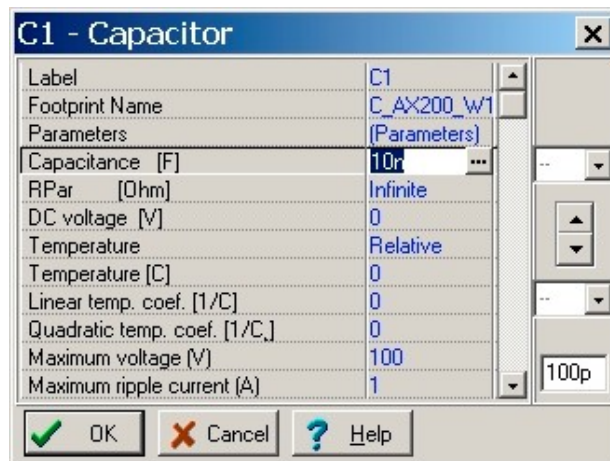 C1 - Capacitor
Label C1
Footprint Name C_AX200_W1
Parameters (Parameters)
Capacitance [F] 10n ...
RPar [Ohm] Infinite
DC voltage [V] 0
Temperature Relative
Temperature [C] 0
Linear temp. coef. [1/C] 0
Quadratic temp. coef. [1/C¸] 0
Maximum voltage (V) 100
Maximum ripple current (A) 1
--
--
100p
OK Cancel ? Help